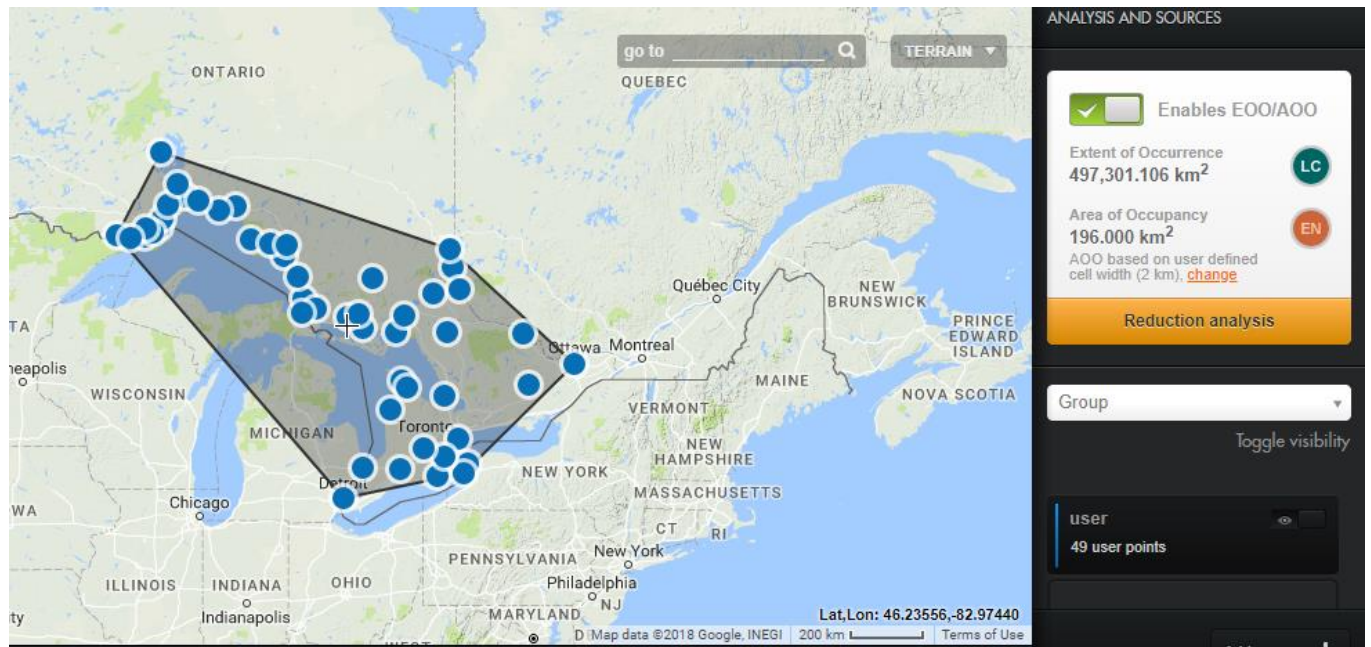 ANALYSIS AND SOURCES
go to
TERRAIN
ONTARIO
QUEBEC
Enables EOO/AOO
Extent of Occurrence
497,301.106 km2
LC
Area of Occupancy
196.000 km2
EN
AOO based on user defined
cell width (2 km), change
Reduction analysis
Group
Toggle visibility
user
49 user points
Québec City
NEW
BRUNSWICK
PRINCE
EDWARD
ISLAND
Ottawa
Montreal
TA
neapolis
WISCONSIN
MAINE
NOVA SCOTIA
VERMONT
MICHIGAN
Toronto
NEW
HAMPSHIRE
NEW YORK
Detroit
MASSACHUSETTS
Chicago
WA
CT
RI
PENNSYLVANIA
New York
ILLINOIS
INDIANA
OHIO
Philadelphia
NJ
MARYLAND
ity
Indianapolis
Lat,Lon: 46.23556,-82.97440
D
Map data ©2018 Google, INEGI
200 km
Terms of Use